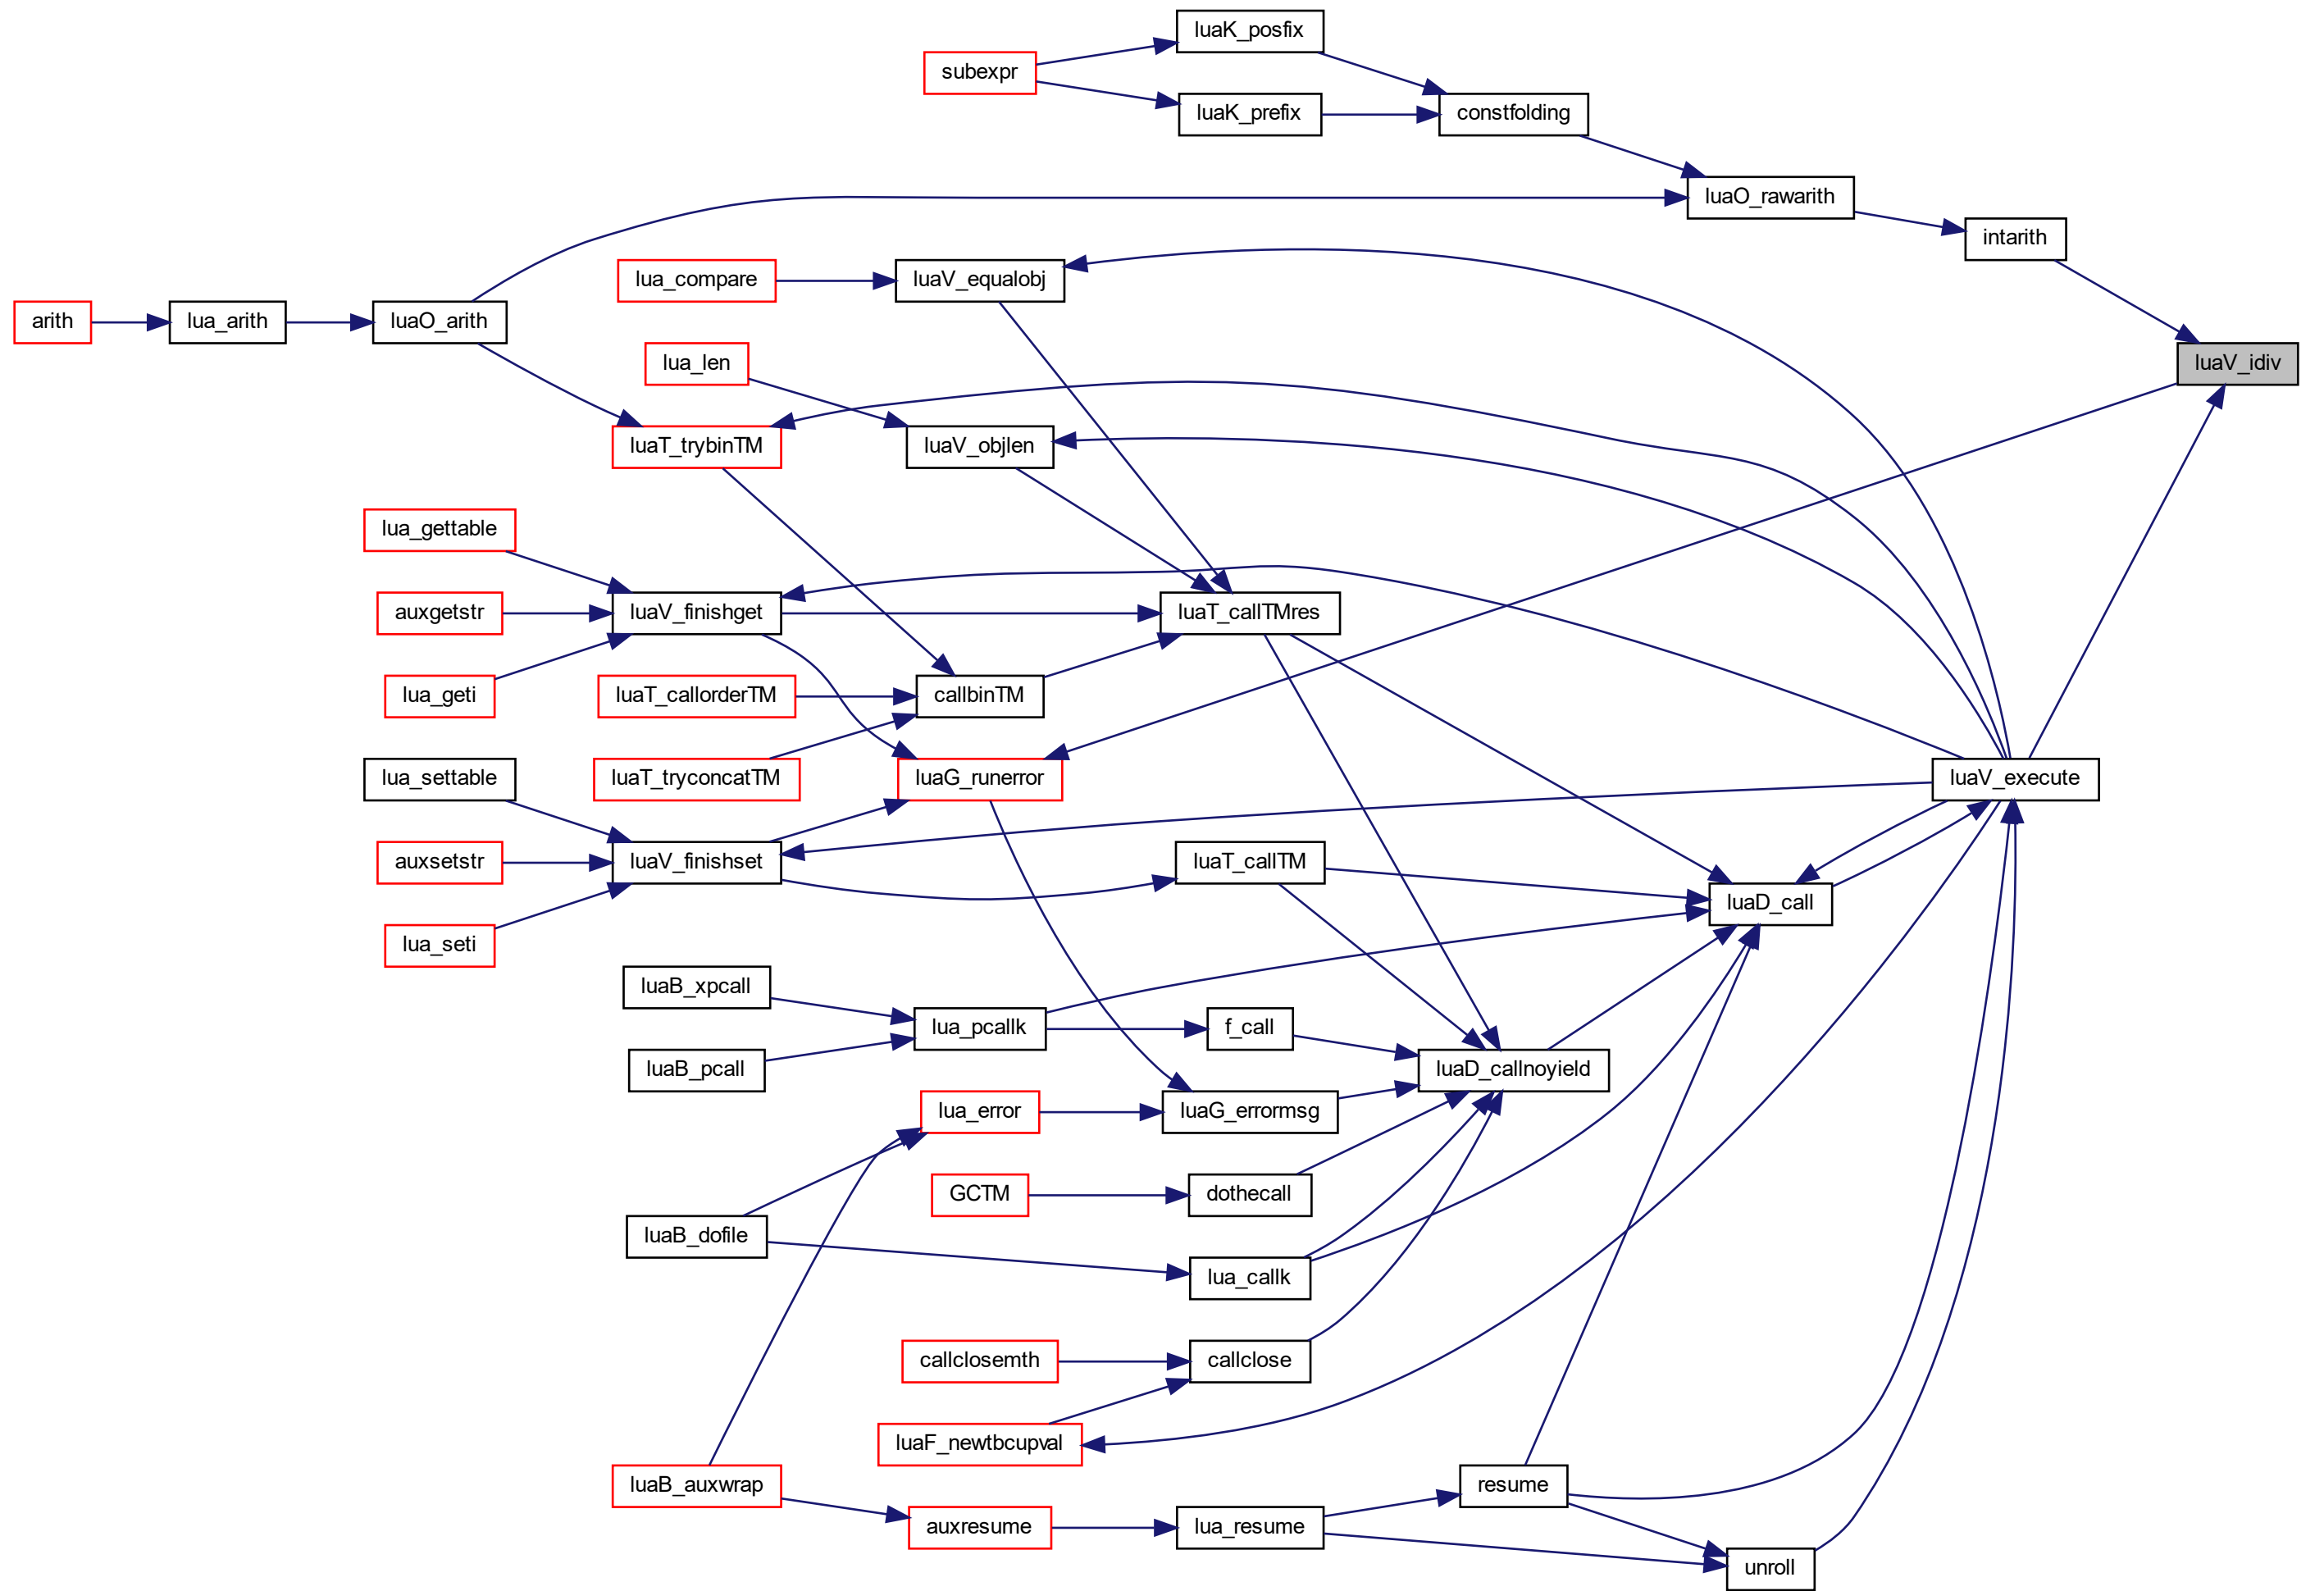 luaK_posfix
subexpr
luaK_prefix
constfolding
luaO_rawarith
intarith
lua_compare
luaV_equalobj
arith
lua_arith
luaO_arith
lua_len
luaV_idiv
luaT_trybinTM
luaV_objlen
lua_gettable
auxgetstr
luaV_finishget
luaT_callTMres
lua_geti
luaT_callorderTM
callbinTM
lua_settable
luaT_tryconcatTM
luaG_runerror
luaV_execute
auxsetstr
luaV_finishset
luaT_callTM
luaD_call
lua_seti
luaB_xpcall
lua_pcallk
f_call
luaB_pcall
luaD_callnoyield
lua_error
luaG_errormsg
GCTM
dothecall
luaB_dofile
lua_callk
callclosemth
callclose
luaF_newtbcupval
luaB_auxwrap
resume
auxresume
lua_resume
unroll